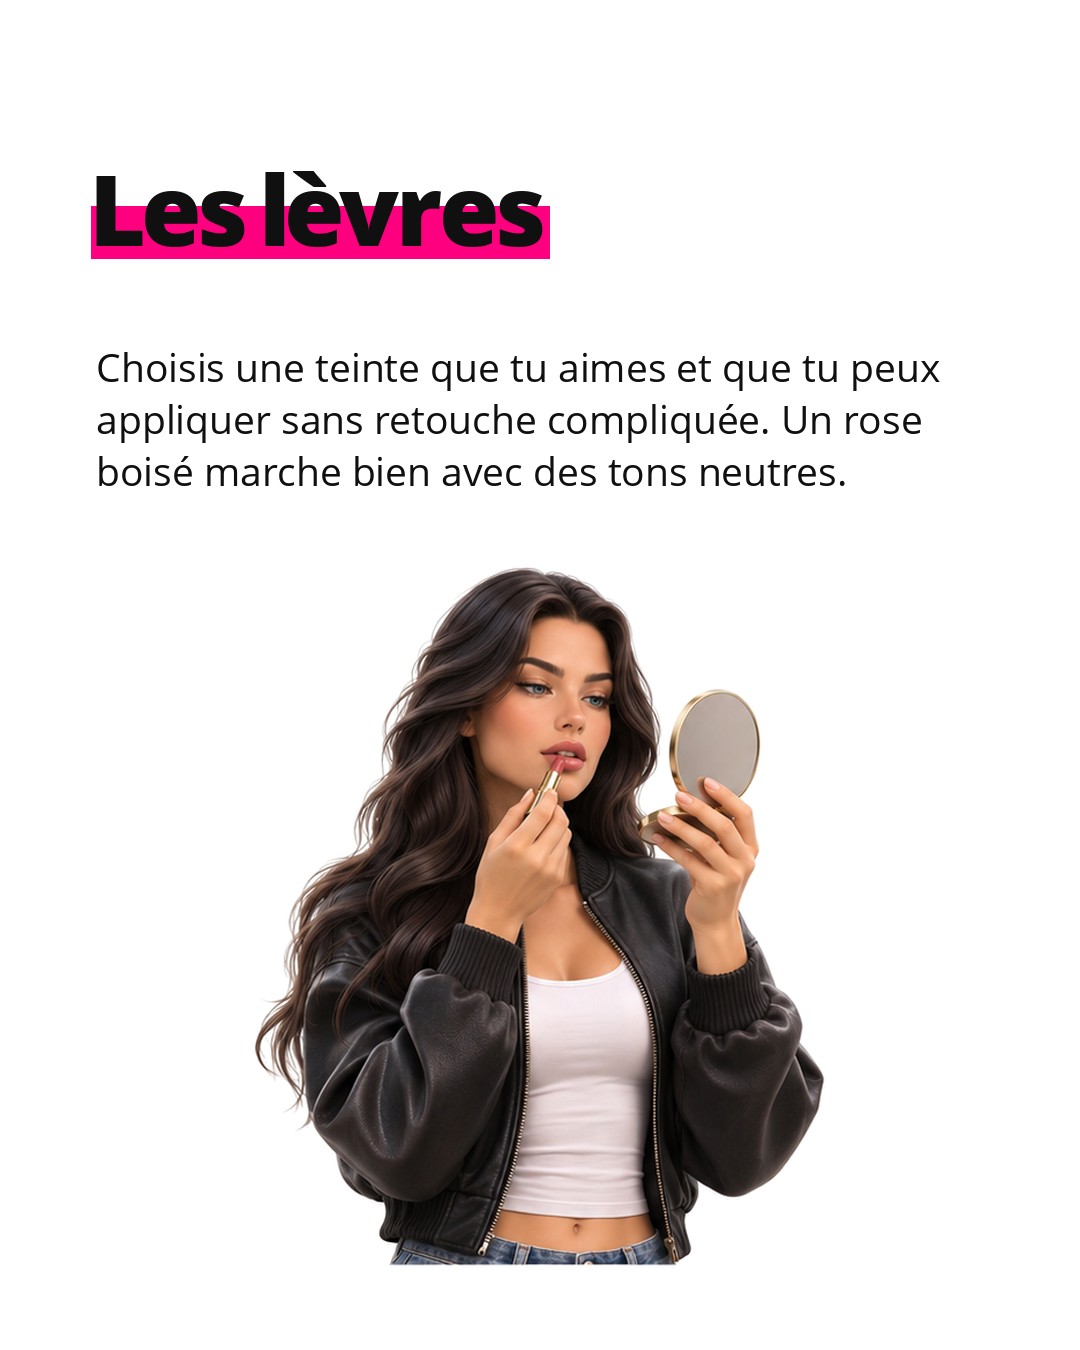 Les lèvres
Choisis une teinte que tu aimes et que tu peux
appliquer sans retouche compliquée. Un rose
boisé marche bien avec des tons neutres.